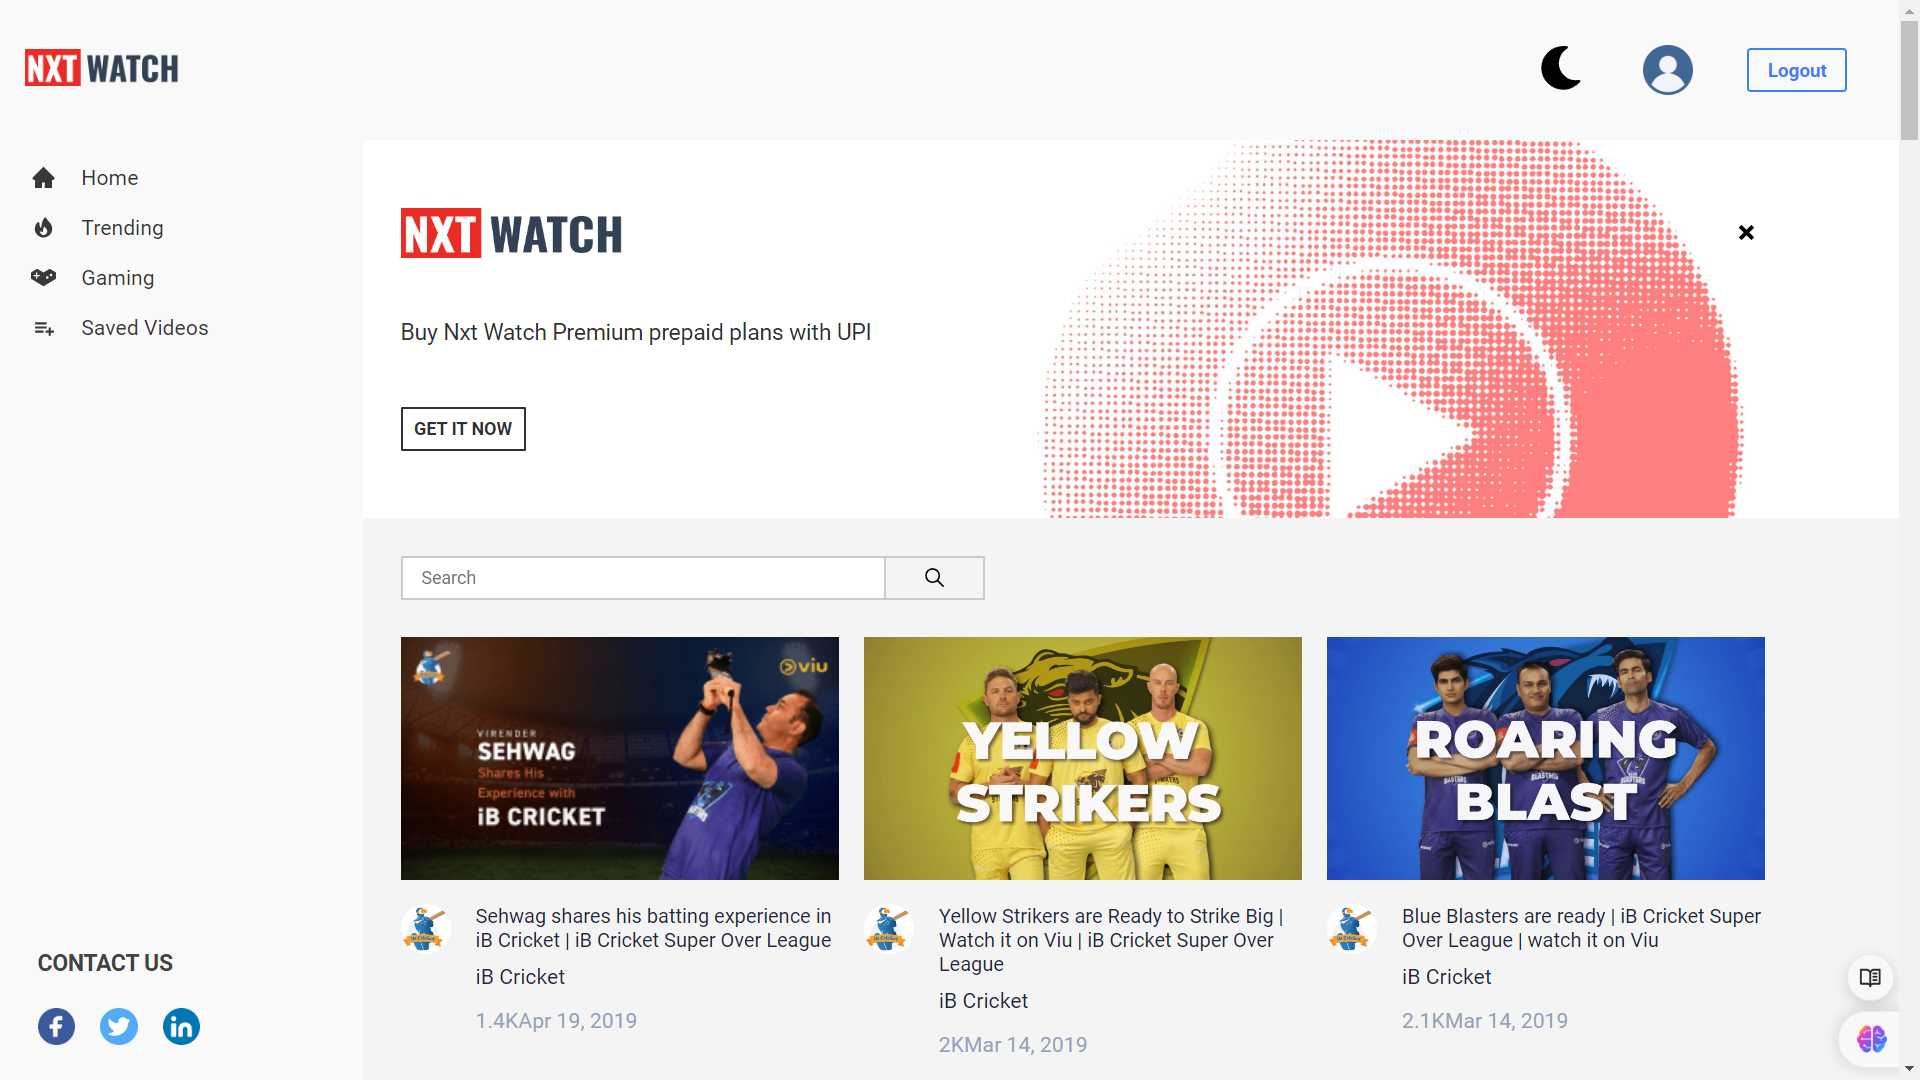 NXT WATCH
Logout
Home
Trending
Gaming
Saved Videos
NXT WATCH
Buy Nxt Watch Premium prepaid plans with UPI
GET IT NOW
Search
viu
VIRENDER
SEHWAG
Shares His
Experience with
iB CRICKET
YELLOW
STRIKERS
ROARING
BLAST
Sehwag shares his batting experience in
iB Cricket | iB Cricket Super Over League
iB Cricket
1.4KApr 19, 2019
Yellow Strikers are Ready to Strike Big |
Watch it on Viu | iB Cricket Super Over
League
iB Cricket
2KMar 14, 2019
Blue Blasters are ready | iB Cricket Super
Over League | watch it on Viu
iB Cricket
2.1KMar 14, 2019
CONTACT US